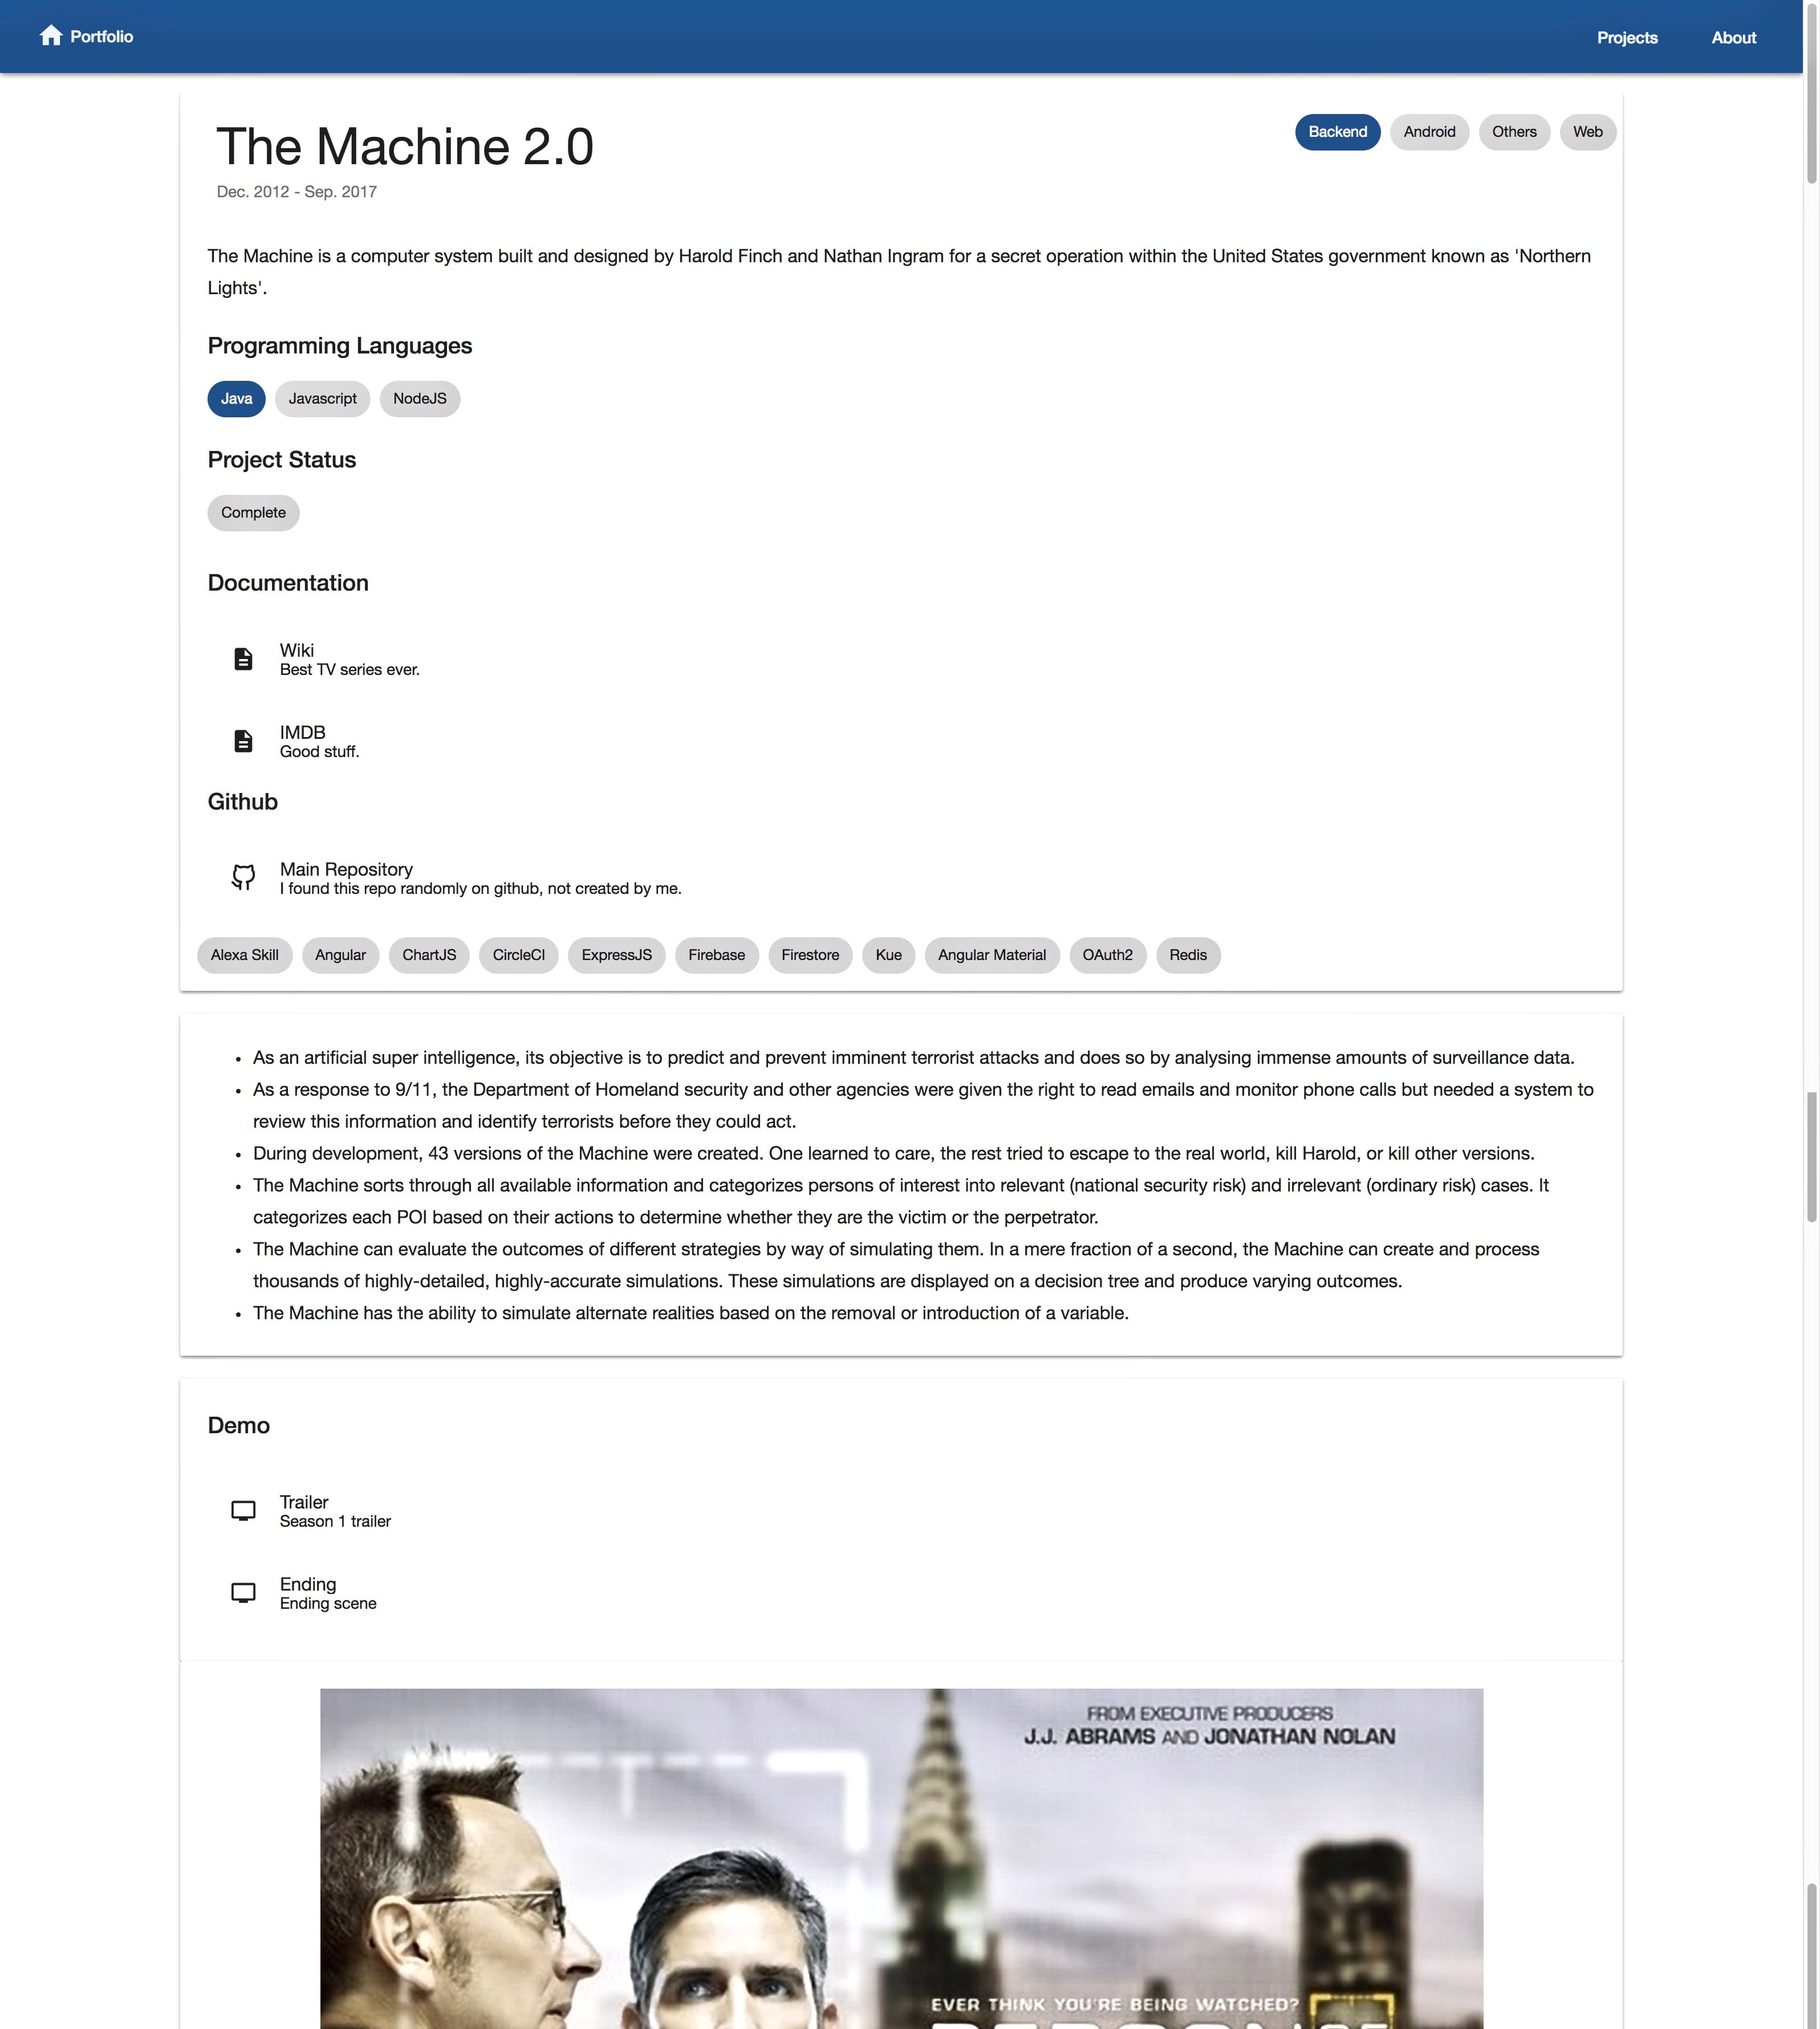 Portfolio
Projects
About
The Machine 2.0
Backend
Android
Others
Web
Dec. 2012 - Sep. 2017
The Machine is a computer system built and designed by Harold Finch and Nathan Ingram for a secret operation within the United States government known as 'Northern
Lights'.
Programming Languages
Java
Javascript
NodeJS
Project Status
Complete
Documentation
Wiki
Best TV series ever.
IMDB
Good stuff.
Github
Main Repository
I found this repo randomly on github, not created by me.
Alexa Skill
Angular
ChartJS
CircleCI
ExpressJS
Firebase
Firestore
Kue
Angular Material
OAuth2
Redis
• As an artificial super intelligence, its objective is to predict and prevent imminent terrorist attacks and does so by analysing immense amounts of surveillance data.
• As a response to 9/11, the Department of Homeland security and other agencies were given the right to read emails and monitor phone calls but needed a system to
review this information and identify terrorists before they could act.
• During development, 43 versions of the Machine were created. One learned to care, the rest tried to escape to the real world, kill Harold, or kill other versions.
• The Machine sorts through all available information and categorizes persons of interest into relevant (national security risk) and irrelevant (ordinary risk) cases. It
categorizes each POI based on their actions to determine whether they are the victim or the perpetrator.
• The Machine can evaluate the outcomes of different strategies by way of simulating them. In a mere fraction of a second, the Machine can create and process
thousands of highly-detailed, highly-accurate simulations. These simulations are displayed on a decision tree and produce varying outcomes.
• The Machine has the ability to simulate alternate realities based on the removal or introduction of a variable.
Demo
Trailer
Season 1 trailer
Ending
Ending scene
FROM EXECUTIVE PRODUCERS
J.J. ABRAMS AND JONATHAN NOLAN
EVER THINK YOU'RE BEING WATCHED?